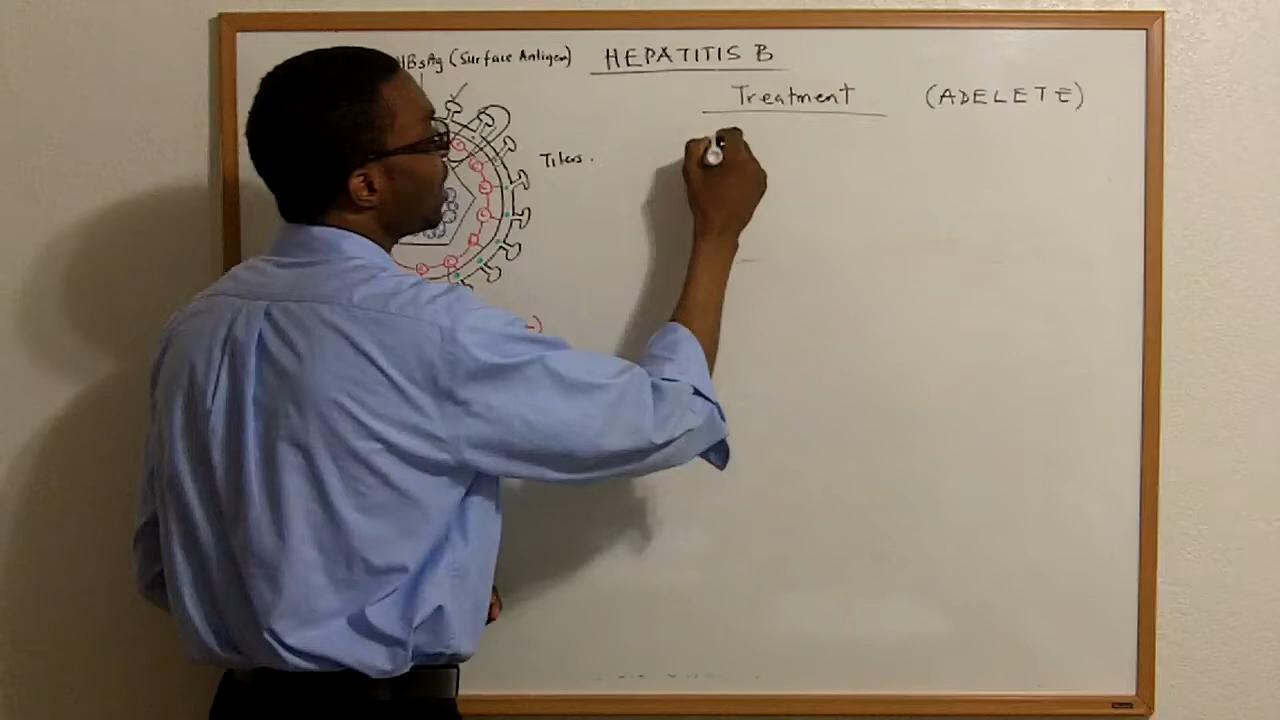 HBsAg (Surface Antigen)
HEPATITIS B
Treatment (ADELETE)
Titers.